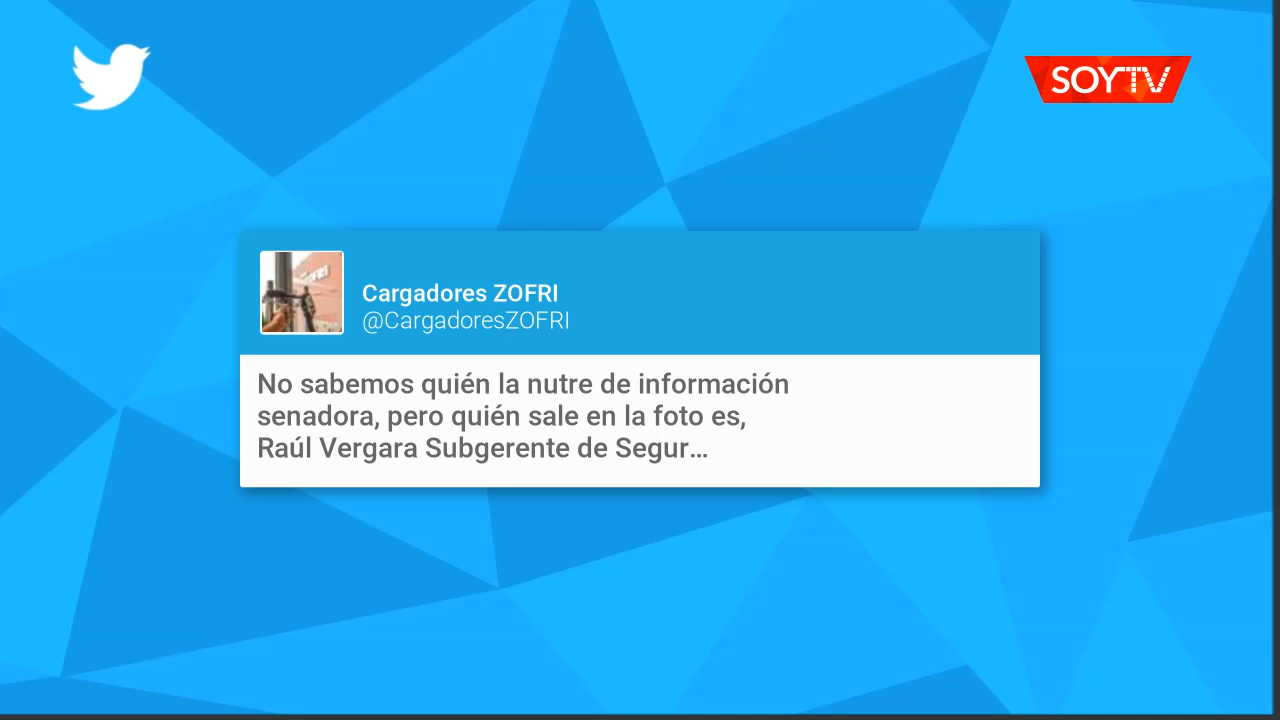 SOYTV
Cargadores ZOFRI
@CargadoresZOFRI
No sabemos quién la nutre de información
senadora, pero quién sale en la foto es,
Raúl Vergara Subgerente de Segur...